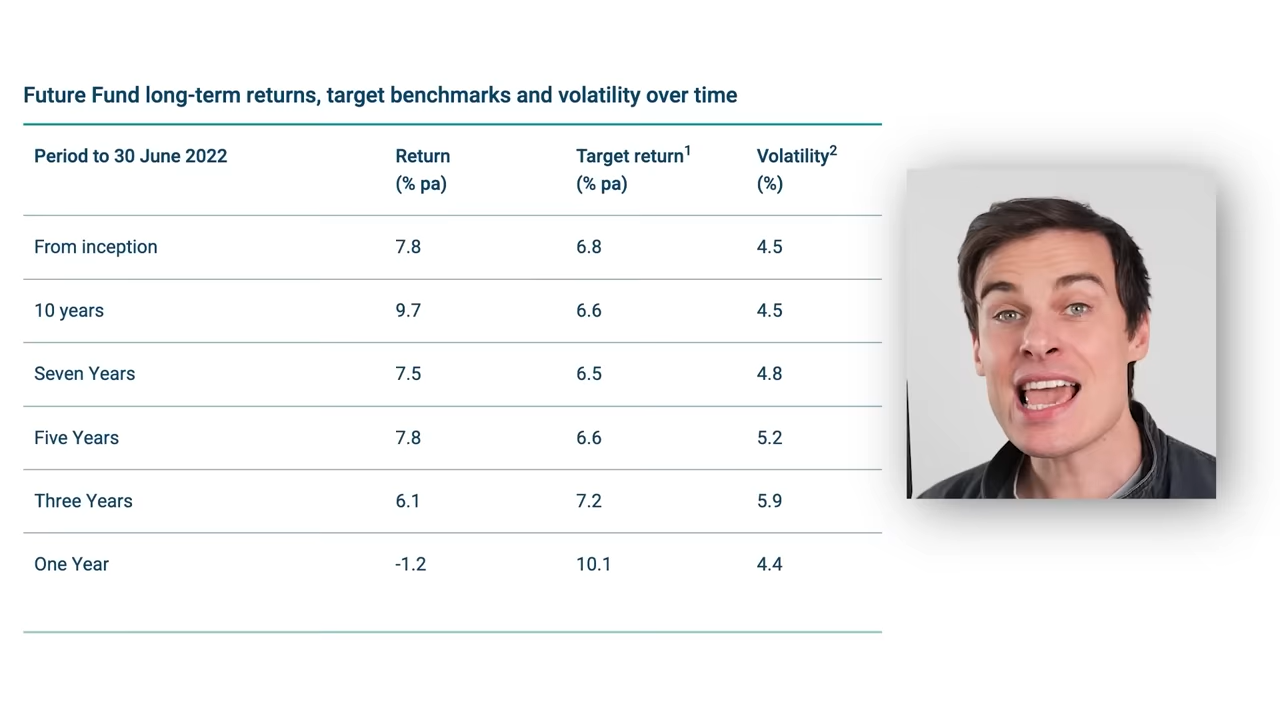 Future Fund long-term returns, target benchmarks and volatility over time
Period to 30 June 2022 Return (% pa) Target return¹ (% pa) Volatility² (%)
From inception 7.8 6.8 4.5
10 years 9.7 6.6 4.5
Seven Years 7.5 6.5 4.8
Five Years 7.8 6.6 5.2
Three Years 6.1 7.2 5.9
One Year -1.2 10.1 4.4